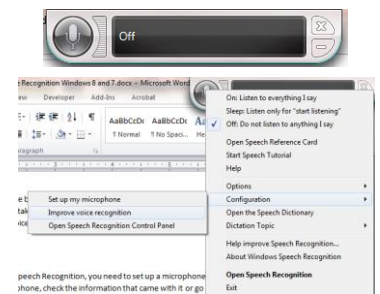 Off
Recognition Windows 8 and 7.docx - Microsoft Word
Developer Add-Ins Acrobat
AaBbCcDc AaBbCcDc
¶ Normal ¶ No Spaci...
On: Listen to everything I say
Sleep: Listen only for "start listening"
Off: Do not listen to anything I say
Open Speech Reference Card
Start Speech Tutorial
Help
Options
Configuration
Open the Speech Dictionary
Dictation Topic
Help improve Speech Recognition...
About Windows Speech Recognition
Open Speech Recognition
Exit
Set up my microphone
Improve voice recognition
Open Speech Recognition Control Panel
peech Recognition, you need to set up a microphone
phone, check the information that came with it or go